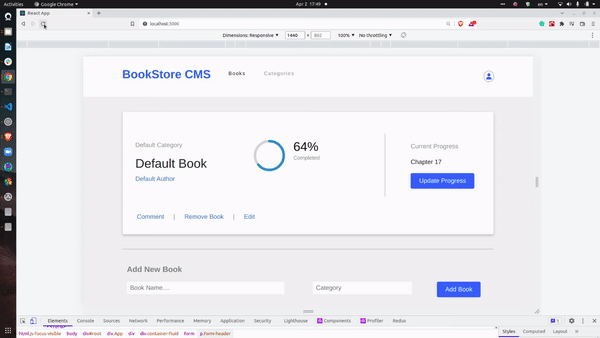 Activities
Google Chrome
Apr 2 17:49
en
React App
localhost:3000
Dimensions: Responsive
1440
×
862
100%
No throttling
BookStore CMS
Books
Categories
Default Category
Default Book
Default Author
64%
Completed
Current Progress
Chapter 17
Update Progress
Comment | Remove Book | Edit
Add New Book
Book Name....
Category
Add Book
Elements
Console
Sources
Network
Performance
Memory
Application
Security
Lighthouse
Components
Profiler
Redux
html.js-focus-visible
body
div#root
div.App
div
div.container-fluid
form
p.form-header
Styles
Computed
Layout